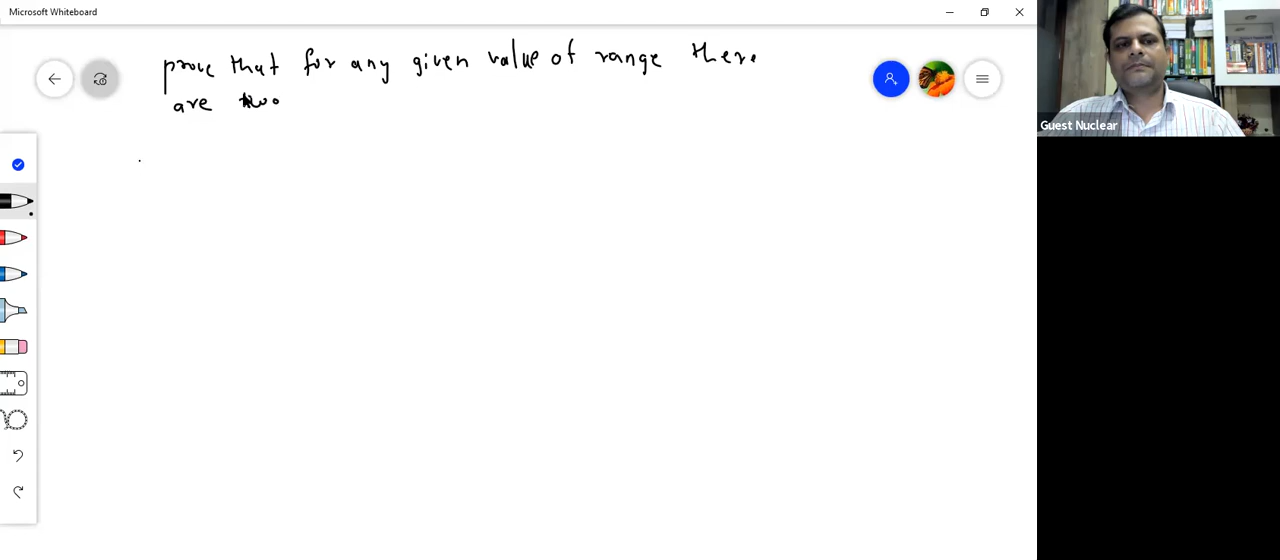 Microsoft Whiteboard
prove that for any given value of range there
are two
Guest Nuclear